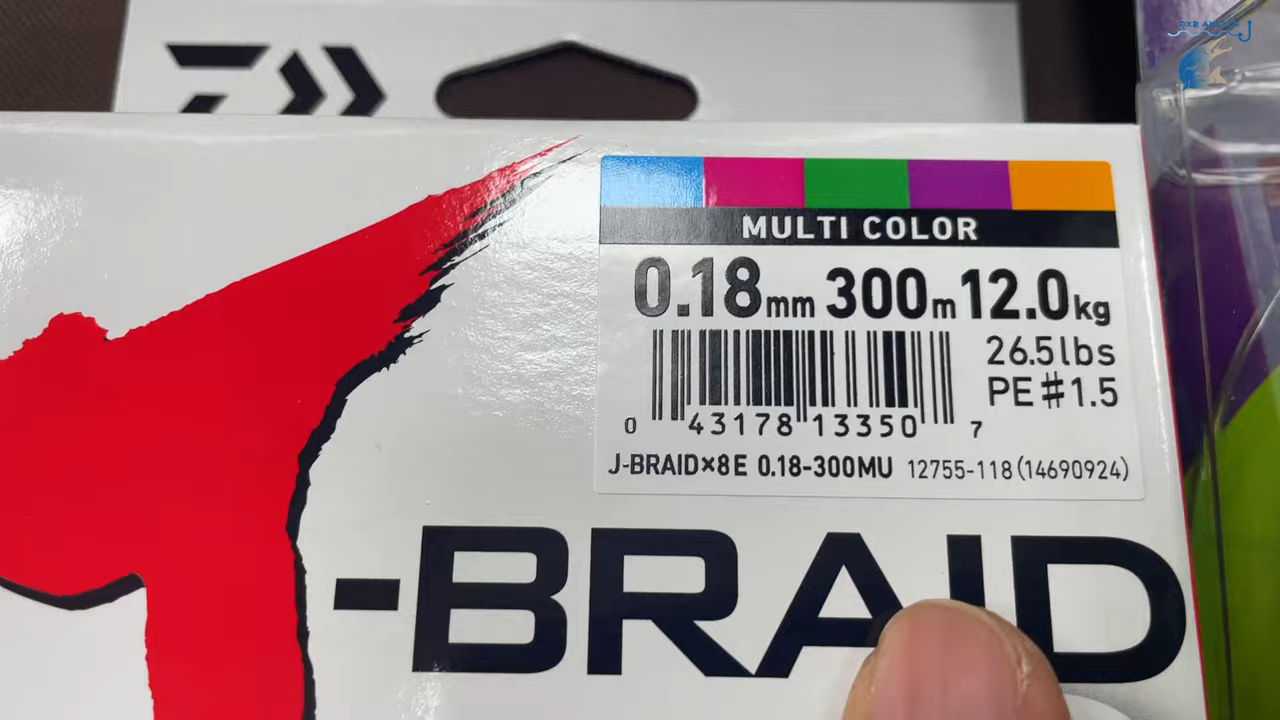 MULTI COLOR
0.18mm 300m 12.0kg
26.5lbs
PE#1.5
0 43178 13350 7
J-BRAID×8E 0.18-300MU 12755-118(14690924)
J-BRAID